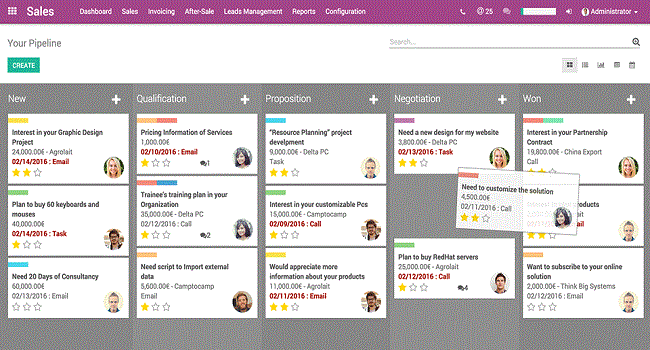 Sales Dashboard Sales Invoicing After-Sale Leads Management Reports Configuration @ 25 Administrator
Your Pipeline
Search...
CREATE
New
Interest in your Graphic Design
Project
24,000.00€ - Agrolait
02/14/2016 : Email
Plan to buy 60 keyboards and
mouses
40,000.00€
02/14/2016 : Task
Need 20 Days of Consultancy
60,000.00€
02/13/2016 : Email
Qualification
Pricing Information of Services
1,000.00€
02/10/2016 : Email
1
Trainee's training plan in your
Organization
35,000.00€ - Delta PC
02/12/2016 : Call
2
Need script to Import external
data
5,600.00€ - Camptocamp
Email
Proposition
"Resource Planning" project
develpment
9,000.00€ - Delta PC
Task
Interest in your customizable Pcs
15,000.00€ - Camptocamp
02/09/2016 : Call
Would appreciate more
information about your products
11,000.00€ - Agrolait
02/11/2016 : Email
Negotiation
Need a new design for my website
3,800.00€ - Delta PC
02/13/2016 : Task
Need to customize the solution
4,500.00€
02/11/2016 : Call
Plan to buy RedHat servers
25,000.00€ - Agrolait
02/12/2016 : Call
4
Won
Interest in your Partnership
Contract
19,800.00€ - China Export
Call
products
Email
Want to subscribe to your online
solution
2,000.00€ - Think Big Systems
02/12/2016 : Email